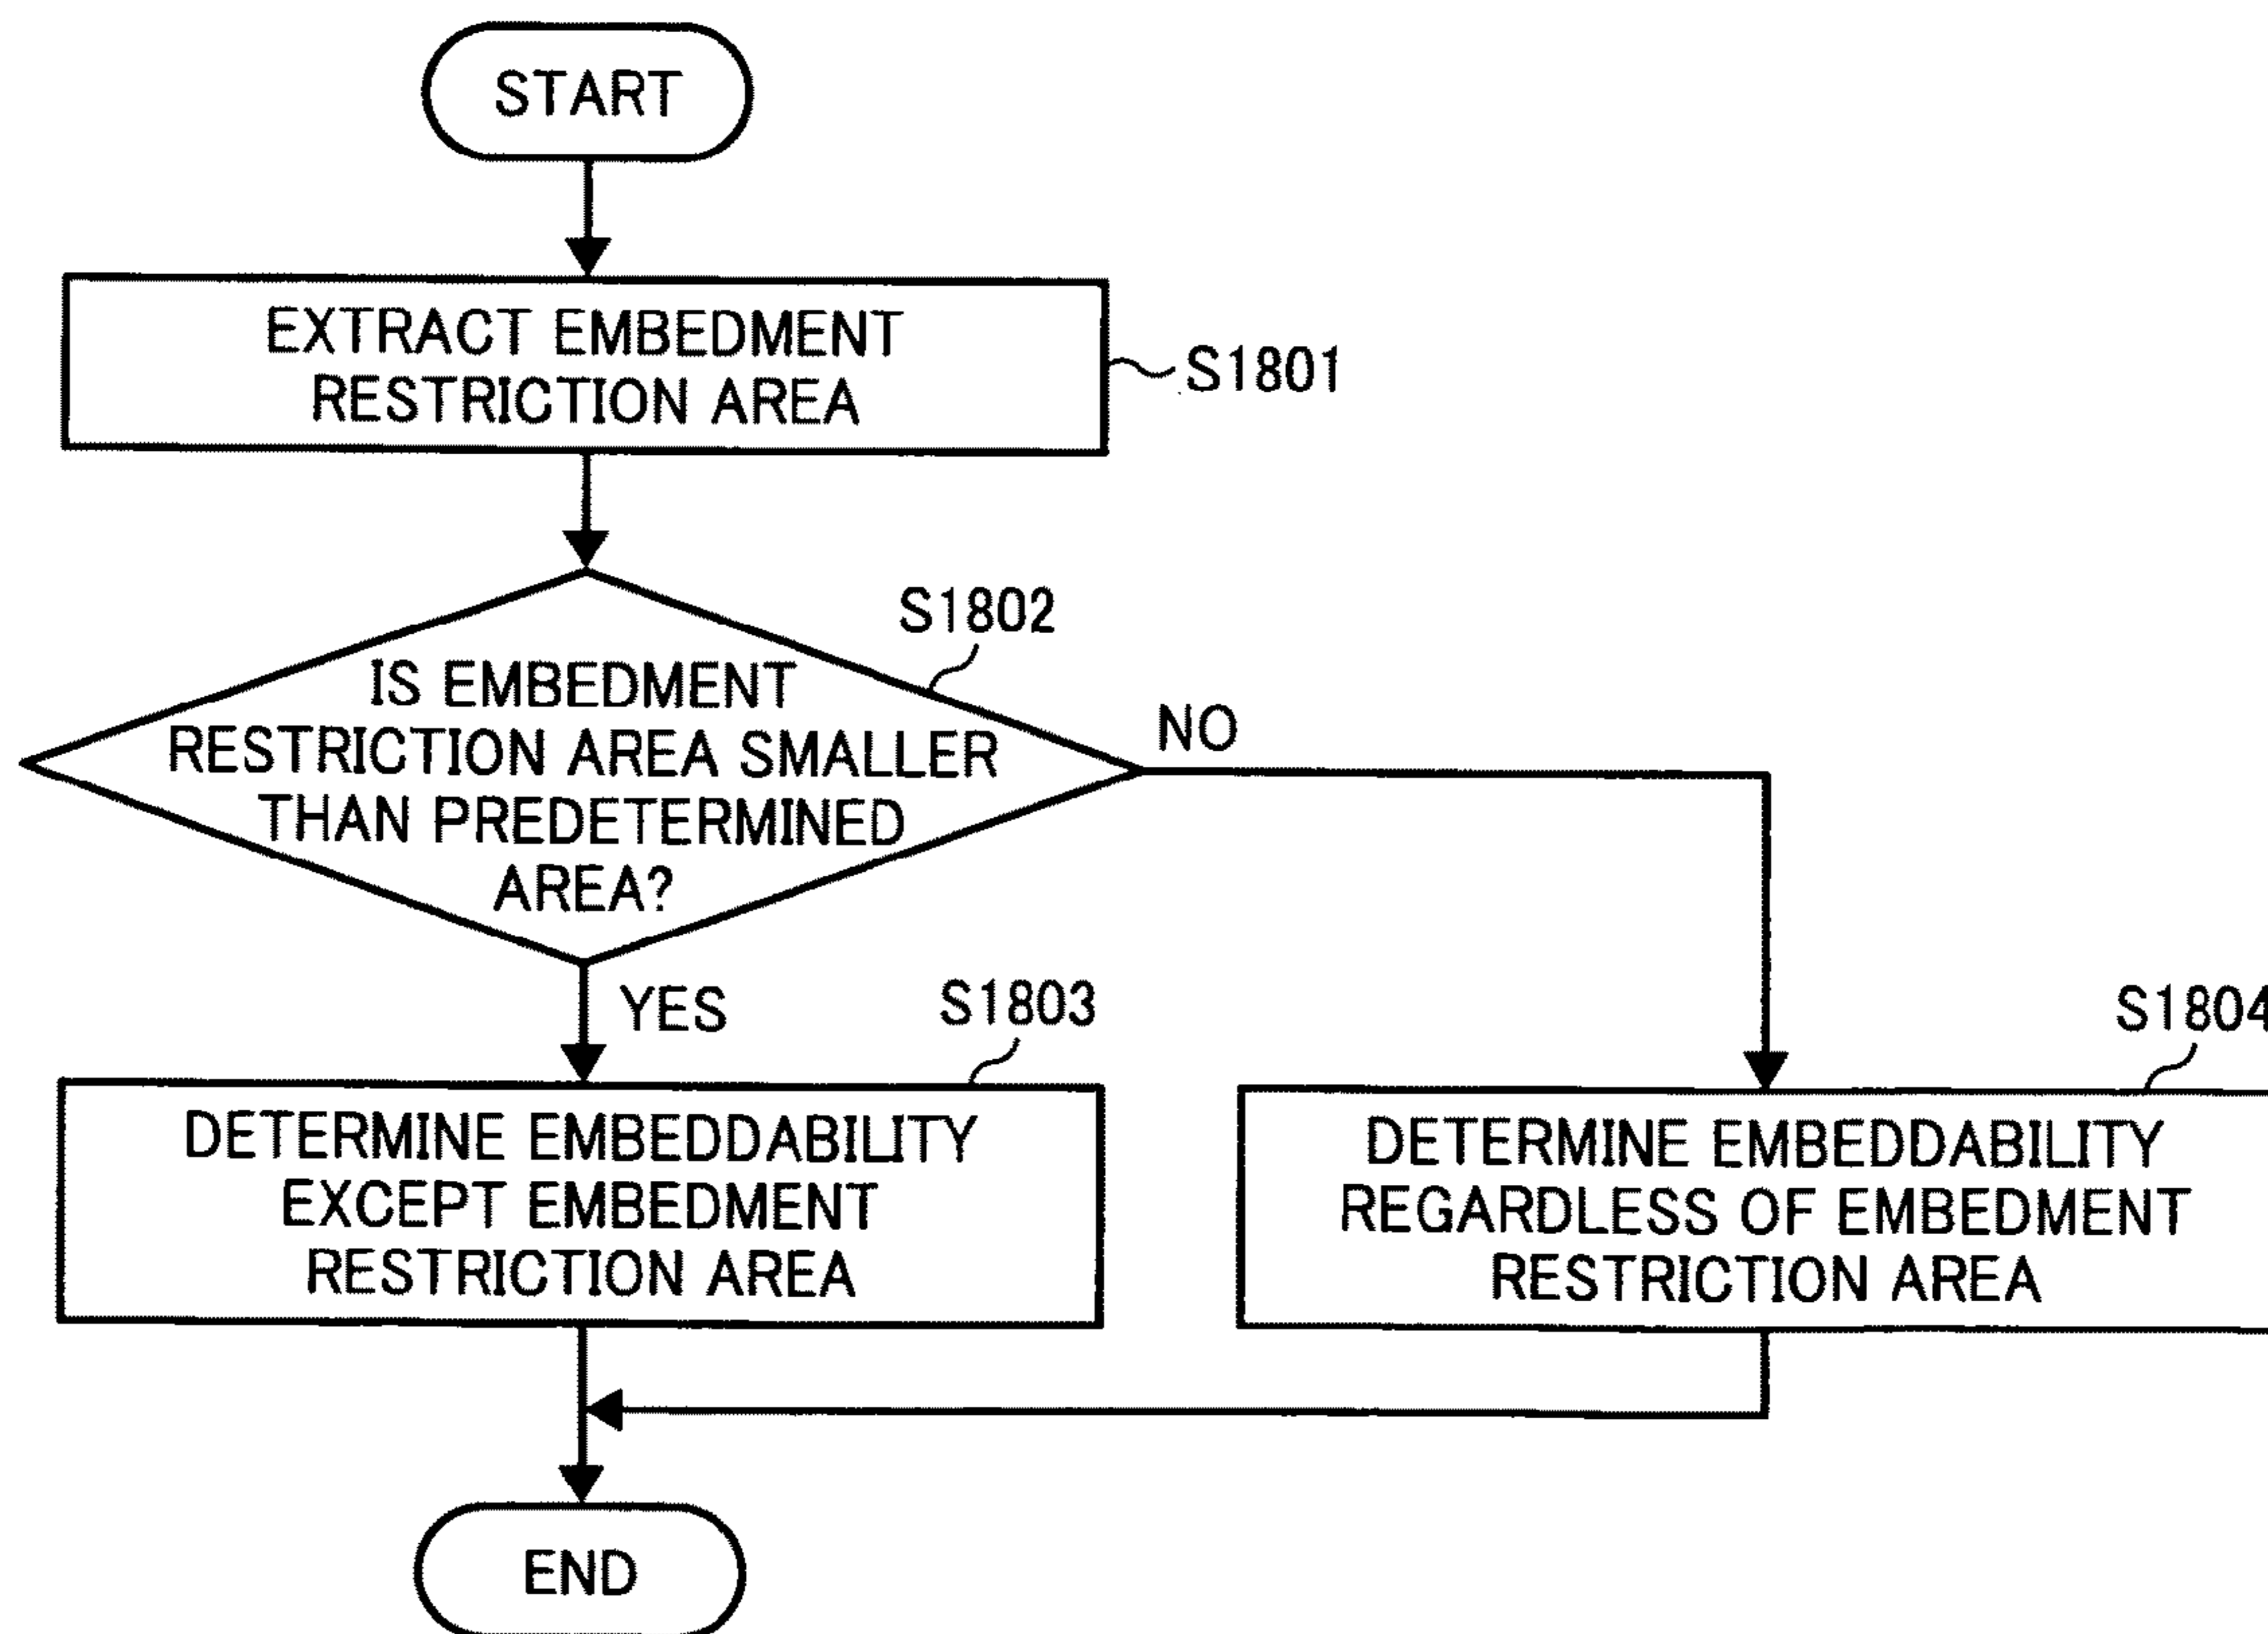 START
EXTRACT EMBEDMENT
RESTRICTION AREA
S1801
S1802
IS EMBEDMENT
RESTRICTION AREA SMALLER
THAN PREDETERMINED
AREA?
NO
YES
S1803
DETERMINE EMBEDDABILITY
EXCEPT EMBEDMENT
RESTRICTION AREA
S1804
DETERMINE EMBEDDABILITY
REGARDLESS OF EMBEDMENT
RESTRICTION AREA
END